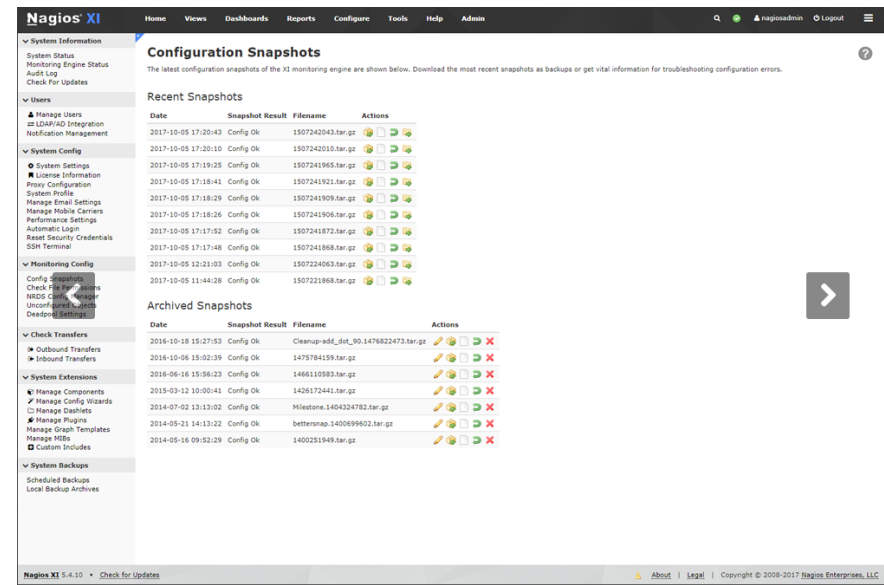 Nagios XI Home Views Dashboards Reports Configure Tools Help Admin nagiosadmin Logout
System Information
System Status
Monitoring Engine Status
Audit Log
Check For Updates
Users
Manage Users
LDAP/AD Integration
Notification Management
System Config
System Settings
License Information
Proxy Configuration
System Profile
Manage Email Settings
Manage Mobile Carriers
Performance Settings
Automatic Login
Reset Security Credentials
SSH Terminal
Monitoring Config
Config Snapshots
Check File Permissions
NRDS Config Manager
Unconfigured Objects
Deadpool Settings
Check Transfers
Outbound Transfers
Inbound Transfers
System Extensions
Manage Components
Manage Config Wizards
Manage Dashlets
Manage Plugins
Manage Graph Templates
Manage MIBs
Custom Includes
System Backups
Scheduled Backups
Local Backup Archives
Configuration Snapshots
The latest configuration snapshots of the XI monitoring engine are shown below. Download the most recent snapshots as backups or get vital information for troubleshooting configuration errors.
Recent Snapshots
Date Snapshot Result Filename Actions
2017-10-05 17:20:43 Config Ok 1507242043.tar.gz
2017-10-05 17:20:10 Config Ok 1507242010.tar.gz
2017-10-05 17:19:25 Config Ok 1507241965.tar.gz
2017-10-05 17:18:41 Config Ok 1507241921.tar.gz
2017-10-05 17:18:29 Config Ok 1507241909.tar.gz
2017-10-05 17:18:26 Config Ok 1507241906.tar.gz
2017-10-05 17:17:52 Config Ok 1507241872.tar.gz
2017-10-05 17:17:48 Config Ok 1507241868.tar.gz
2017-10-05 12:21:03 Config Ok 1507224063.tar.gz
2017-10-05 11:44:28 Config Ok 1507221868.tar.gz
Archived Snapshots
Date Snapshot Result Filename Actions
2016-10-18 15:27:53 Config Ok Cleanup-add_dot_90.1476822473.tar.gz
2016-10-06 15:02:39 Config Ok 1475784159.tar.gz
2016-06-16 15:56:23 Config Ok 1466110583.tar.gz
2015-03-12 10:00:41 Config Ok 1426172441.tar.gz
2014-07-02 13:13:02 Config Ok Milestone.1404324782.tar.gz
2014-05-21 14:13:22 Config Ok bettersnap.1400699602.tar.gz
2014-05-16 09:52:29 Config Ok 1400251949.tar.gz
Nagios XI 5.4.10 • Check for Updates About | Legal | Copyright © 2008-2017 Nagios Enterprises, LLC